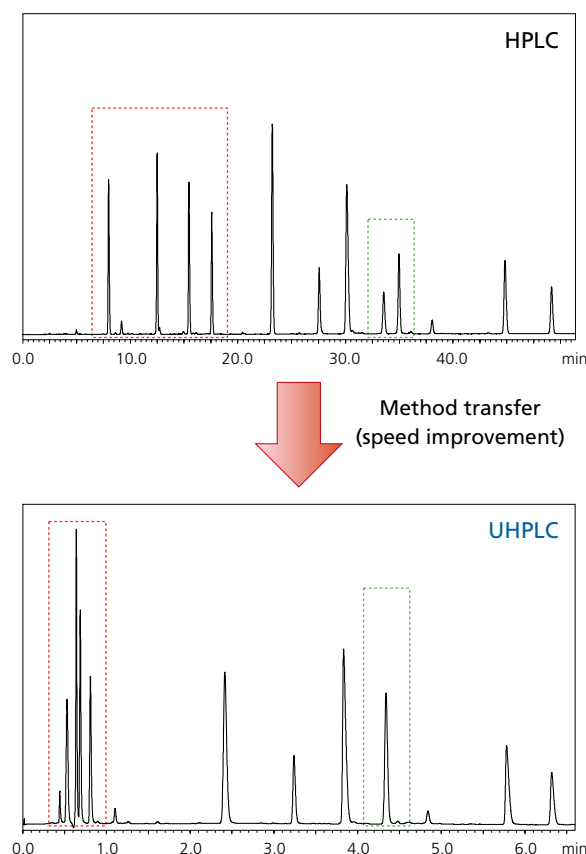 HPLC
0.0 10.0 20.0 30.0 40.0 min
Method transfer
(speed improvement)
UHPLC
0.0 1.0 2.0 3.0 4.0 5.0 6.0 min